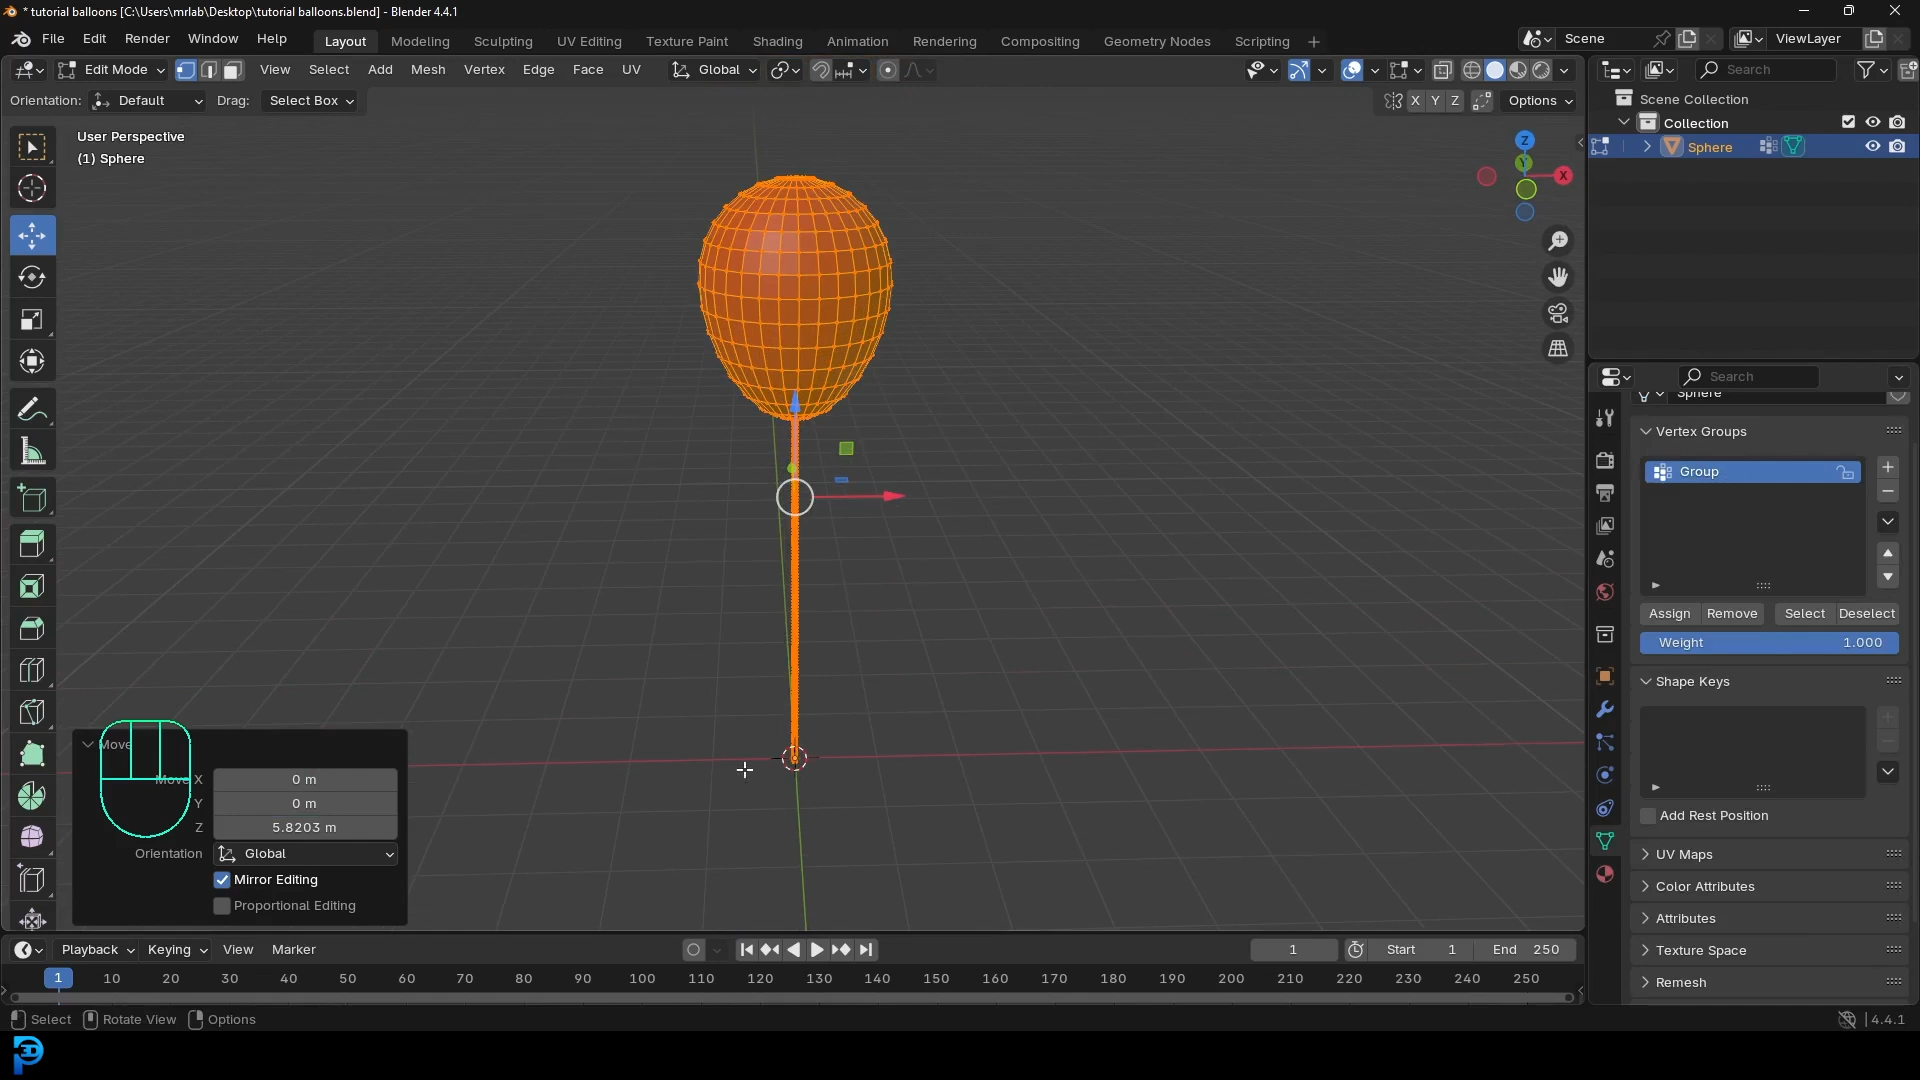 * tutorial balloons [C:\Users\mrlab\Desktop\tutorial balloons.blend] - Blender 4.4.1
File Edit Render Window Help Layout Modeling Sculpting UV Editing Texture Paint Shading Animation Rendering Compositing Geometry Nodes Scripting + Scene ViewLayer
Edit Mode View Select Add Mesh Vertex Edge Face UV Global Search
Orientation: Default Drag: Select Box X Y Z Options
Scene Collection
Collection
Sphere
User Perspective
(1) Sphere
Z
Y
X
Search
Sphere
Vertex Groups
Group
Assign Remove Select Deselect
Weight 1.000
Shape Keys
Add Rest Position
UV Maps
Color Attributes
Attributes
Texture Space
Remesh
Move
Move X 0 m
Y 0 m
Z 5.8203 m
Orientation Global
Mirror Editing
Proportional Editing
Playback Keying View Marker 1 Start 1 End 250
1 10 20 30 40 50 60 70 80 90 100 110 120 130 140 150 160 170 180 190 200 210 220 230 240 250
Select Rotate View Options 4.4.1